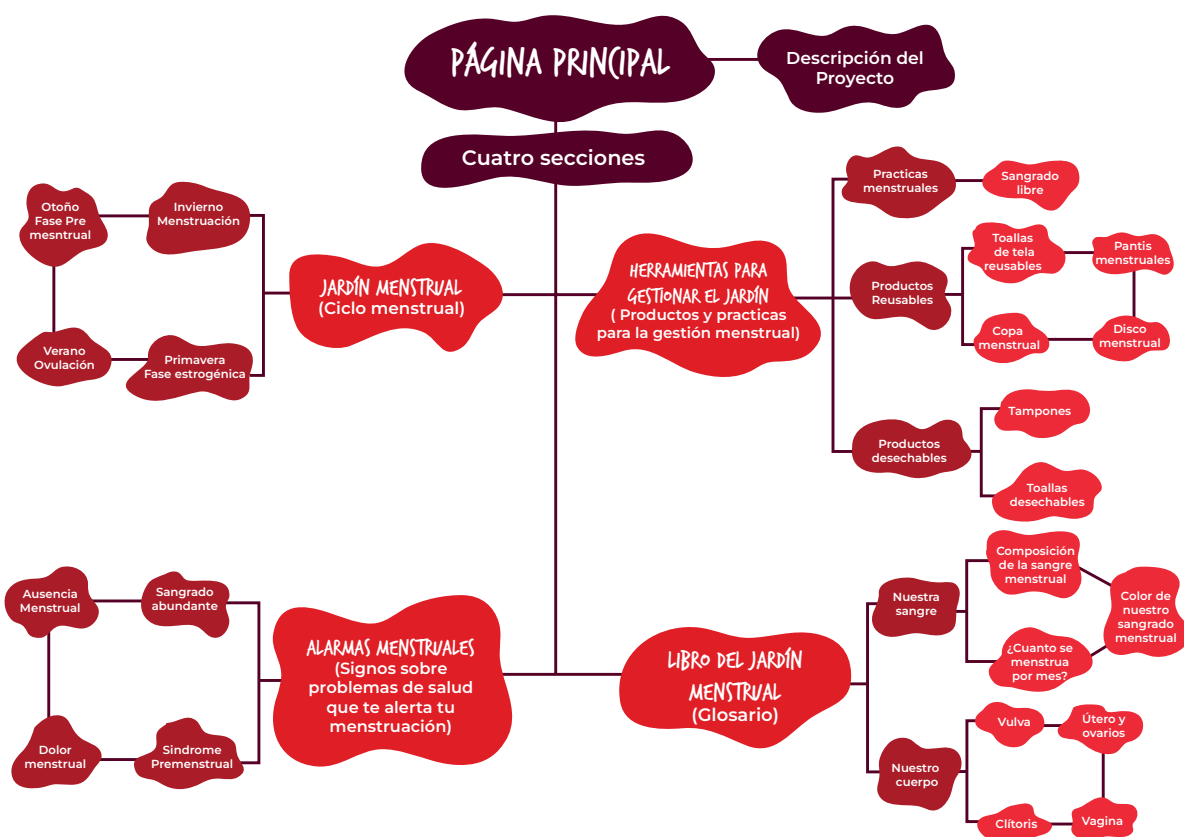 PÁGINA PRINCIPAL
Descripción del
Proyecto
Cuatro secciones
Otoño
Fase Pre
mesntrual
Invierno
Menstruación
Verano
Ovulación
Primavera
Fase estrogénica
JARDÍN MENSTRUAL
(Ciclo menstrual)
HERRAMIENTAS PARA
GESTIONAR EL JARDÍN
( Productos y practicas
para la gestión menstrual)
Practicas
menstruales
Sangrado
libre
Productos
Reusables
Toallas
de tela
reusables
Pantis
menstruales
Copa
menstrual
Disco
menstrual
Productos
desechables
Tampones
Toallas
desechables
Ausencia
Menstrual
Sangrado
abundante
Dolor
menstrual
Sindrome
Premenstrual
ALARMAS MENSTRUALES
(Signos sobre
problemas de salud
que te alerta tu
menstruación)
LIBRO DEL JARDÍN
MENSTRUAL
(Glosario)
Nuestra
sangre
Composición
de la sangre
menstrual
Color de
nuestro
sangrado
menstrual
¿Cuanto se
menstrua
por mes?
Nuestro
cuerpo
Vulva
Útero y
ovarios
Clítoris
Vagina